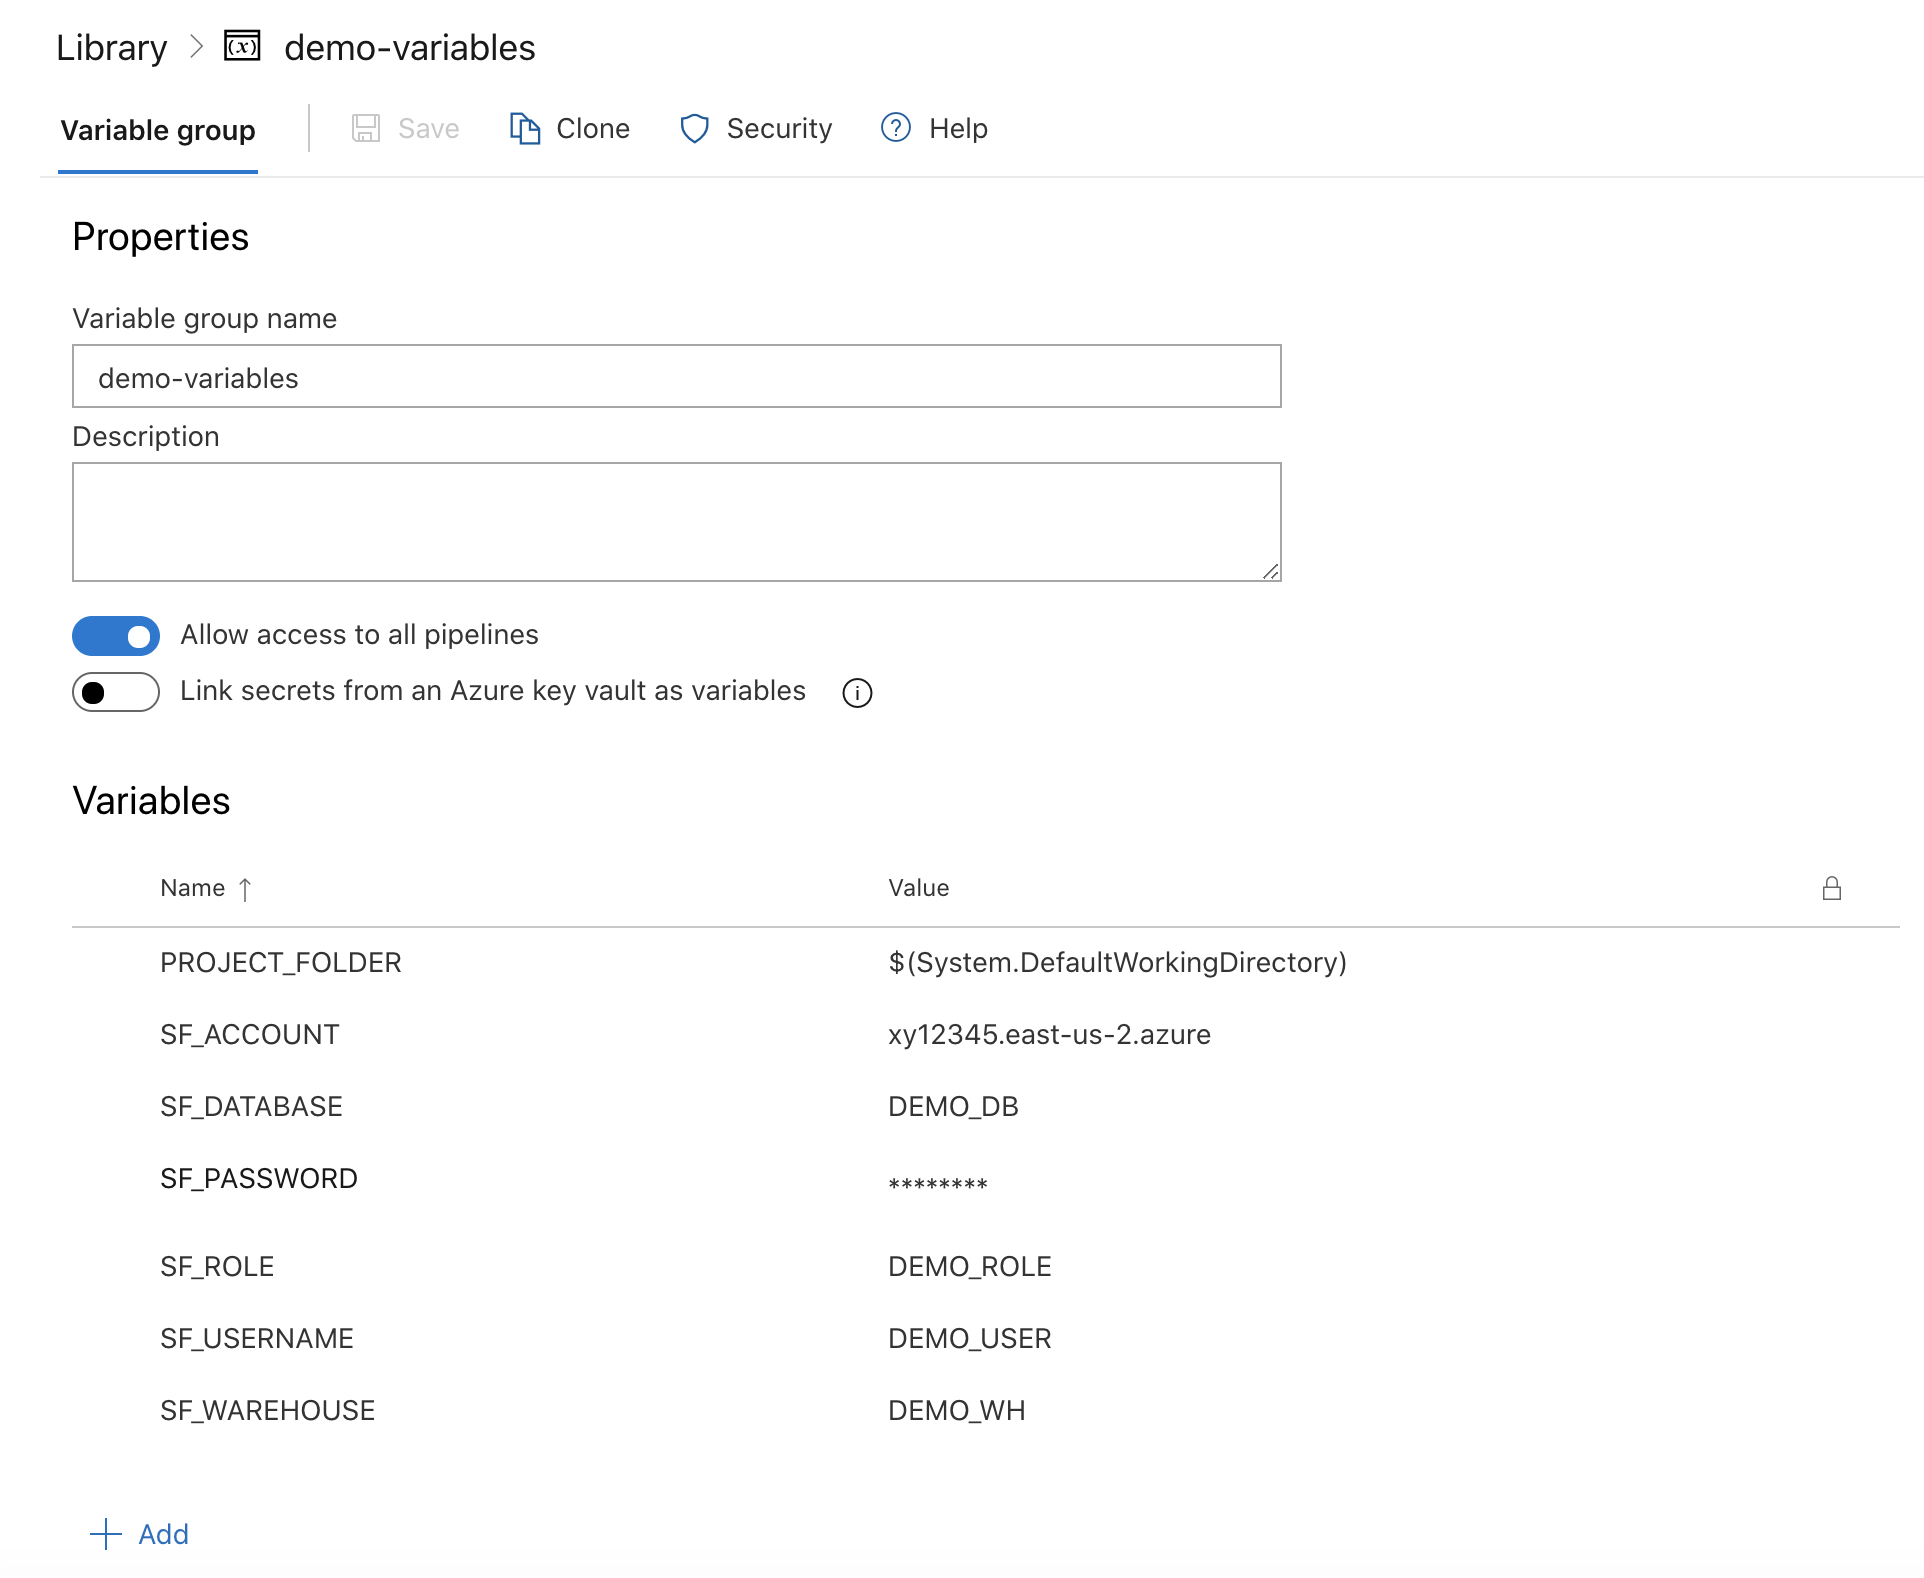 Library > (x) demo-variables
Variable group Save Clone Security ? Help
Properties
Variable group name
demo-variables
Description
Allow access to all pipelines
Link secrets from an Azure key vault as variables i
Variables
Name ↑ Value
PROJECT_FOLDER $(System.DefaultWorkingDirectory)
SF_ACCOUNT xy12345.east-us-2.azure
SF_DATABASE DEMO_DB
SF_PASSWORD ********
SF_ROLE DEMO_ROLE
SF_USERNAME DEMO_USER
SF_WAREHOUSE DEMO_WH
+ Add